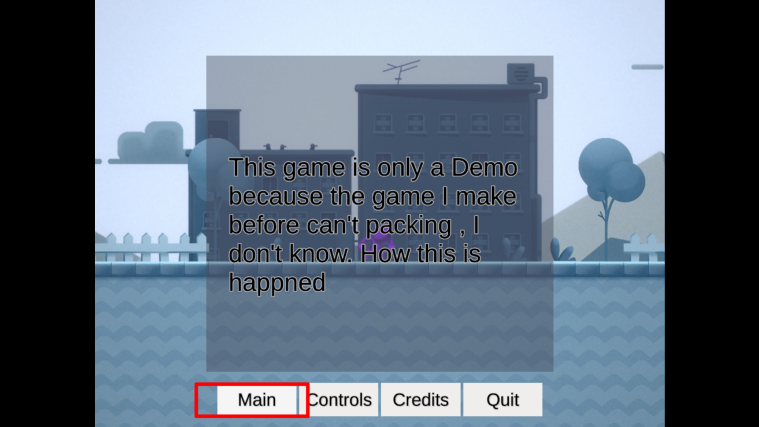 This game is only a Demo
because the game I make
before can't packing , I
don't know. How this is
happned
Main Controls Credits Quit